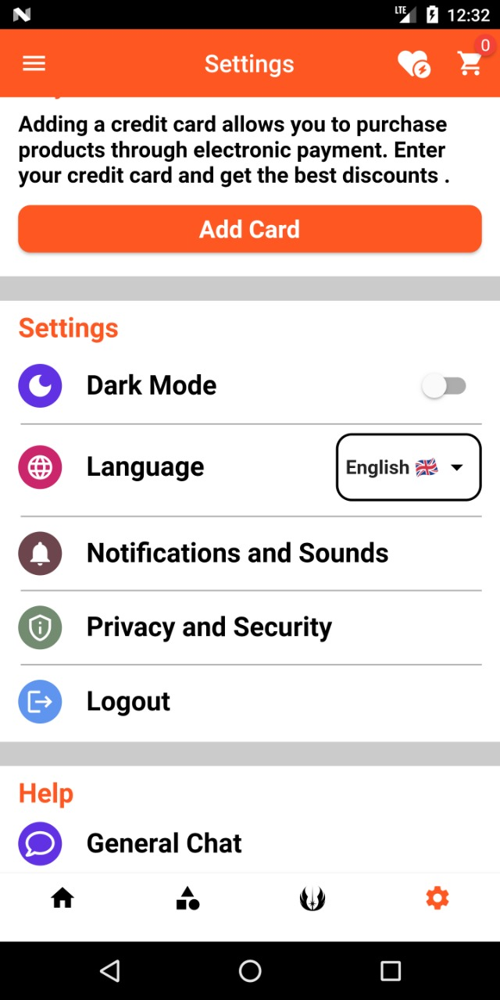 LTE
12:32
Settings
0
Adding a credit card allows you to purchase
products through electronic payment. Enter
your credit card and get the best discounts .
Add Card
Settings
Dark Mode
Language
English 🇬🇧
Notifications and Sounds
Privacy and Security
Logout
Help
General Chat